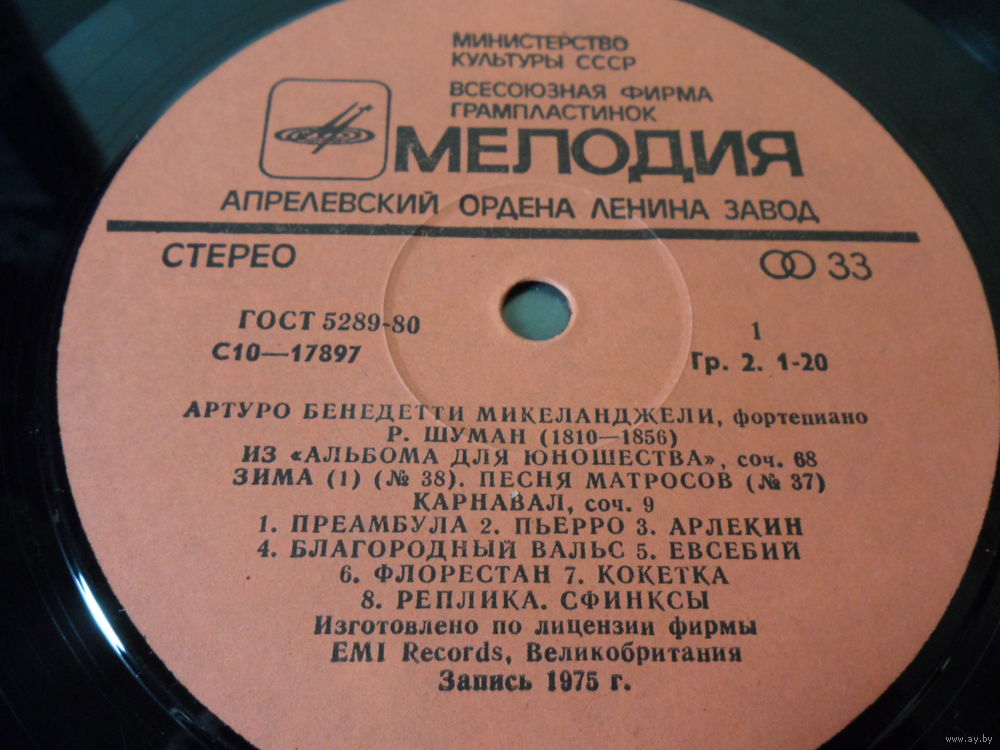 МИНИСТЕРСТВО
КУЛЬТУРЫ СССР
ВСЕСОЮЗНАЯ ФИРМА
ГРАМПЛАСТИНОК
МЕЛОДИЯ
АПРЕЛЕВСКИЙ ОРДЕНА ЛЕНИНА ЗАВОД
СТЕРЕО 33
ГОСТ 5289-80
С10—17897
1
Гр. 2. 1-20
АРТУРО БЕНЕДЕТТИ МИКЕЛАНДЖЕЛИ, фортепиано
Р. ШУМАН (1810—1856)
ИЗ «АЛЬБОМА ДЛЯ ЮНОШЕСТВА», соч. 68
ЗИМА (1) (№ 38). ПЕСНЯ МАТРОСОВ (№ 37)
КАРНАВАЛ, соч. 9
1. ПРЕАМБУЛА 2. ПЬЕРРО 3. АРЛЕКИН
4. БЛАГОРОДНЫЙ ВАЛЬС 5. ЕВСЕБИЙ
6. ФЛОРЕСТАН 7. КОКЕТКА
8. РЕПЛИКА. СФИНКСЫ
Изготовлено по лицензии фирмы
EMI Records, Великобритания
Запись 1975 г.
www.ay.by